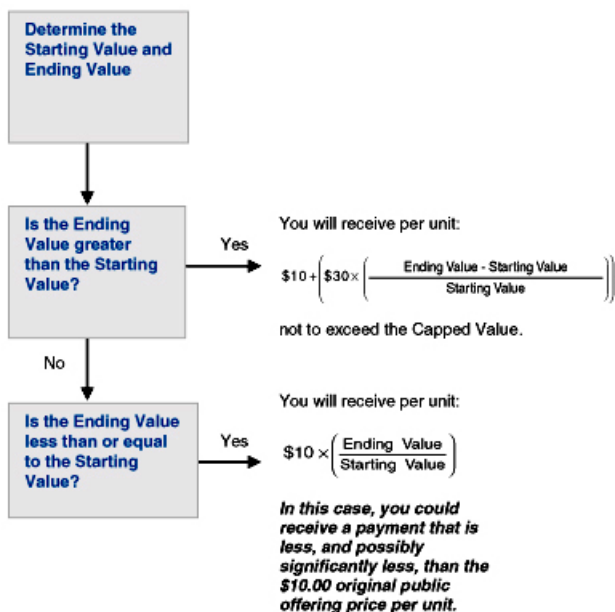 Determine the
Starting Value and
Ending Value
Is the Ending
Value greater
than the Starting
Value?
Yes
You will receive per unit:
$10+($30×(Ending Value - Starting Value
Starting Value))
not to exceed the Capped Value.
No
Is the Ending Value
less than or equal
to the Starting
Value?
Yes
You will receive per unit:
$10 ×(Ending Value
Starting Value)
In this case, you could
receive a payment that is
less, and possibly
significantly less, than the
$10.00 original public
offering price per unit.